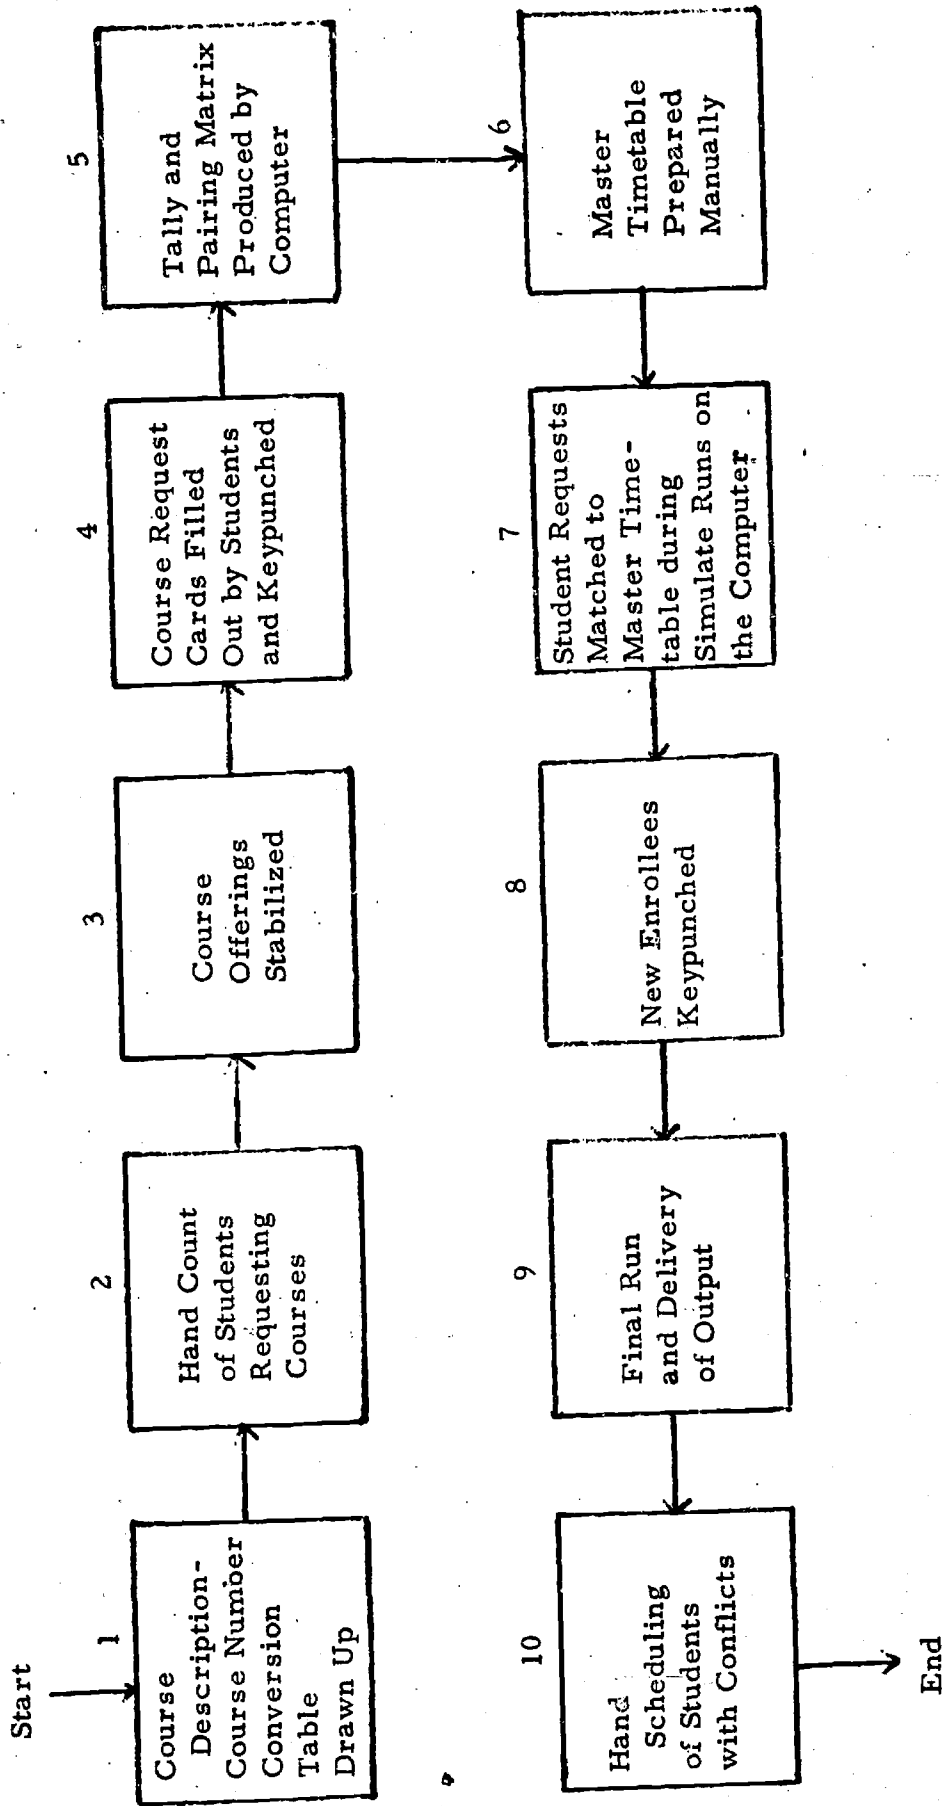 Start
1
Course
Description-
Course Number
Conversion
Table
Drawn Up
2
Hand Count
of Students
Requesting
Courses
3
Course
Offerings
Stabilized
4
Course Request
Cards Filled
Out by Students
and Keypunched
5
Tally and
Pairing Matrix
Produced by
Computer
6
Master
Timetable
Prepared
Manually
7
Student Requests
Matched to
Master Time-
table during
Simulate Runs on
the Computer
8
New Enrollees
Keypunched
9
Final Run
and Delivery
of Output
10
Hand
Scheduling
of Students
with Conflicts
End